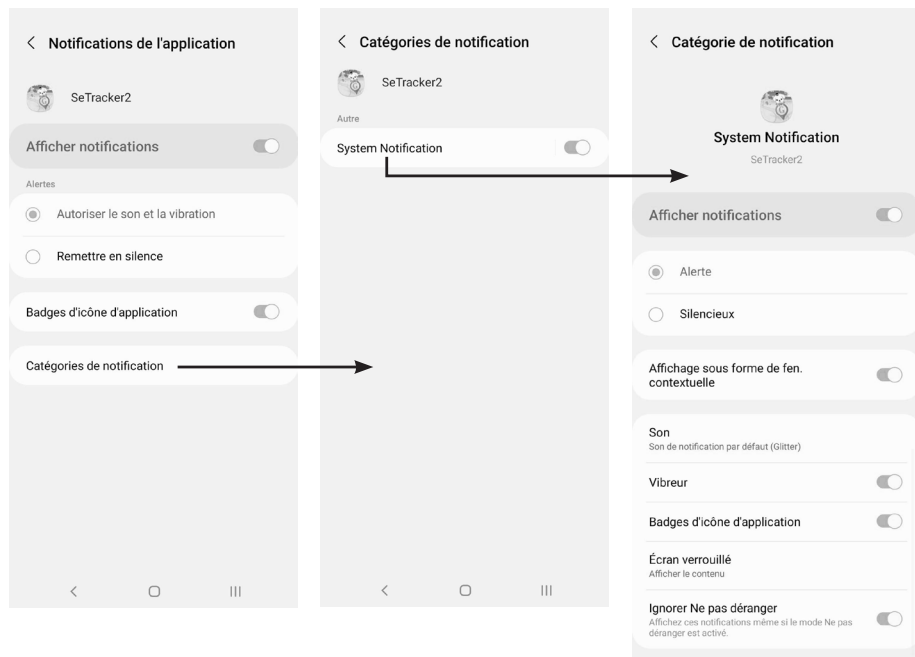 Notifications de l'application
SeTracker2
Afficher notifications
Alertes
Autoriser le son et la vibration
Remettre en silence
Badges d'icône d'application
Catégories de notification
Catégories de notification
SeTracker2
Autre
System Notification
Catégorie de notification
System Notification
SeTracker2
Afficher notifications
Alerte
Silencieux
Affichage sous forme de fen.
contextuelle
Son
Son de notification par défaut (Glitter)
Vibreur
Badges d'icône d'application
Écran verrouillé
Afficher le contenu
Ignorer Ne pas déranger
Affichez ces notifications même si le mode Ne pas
déranger est activé.